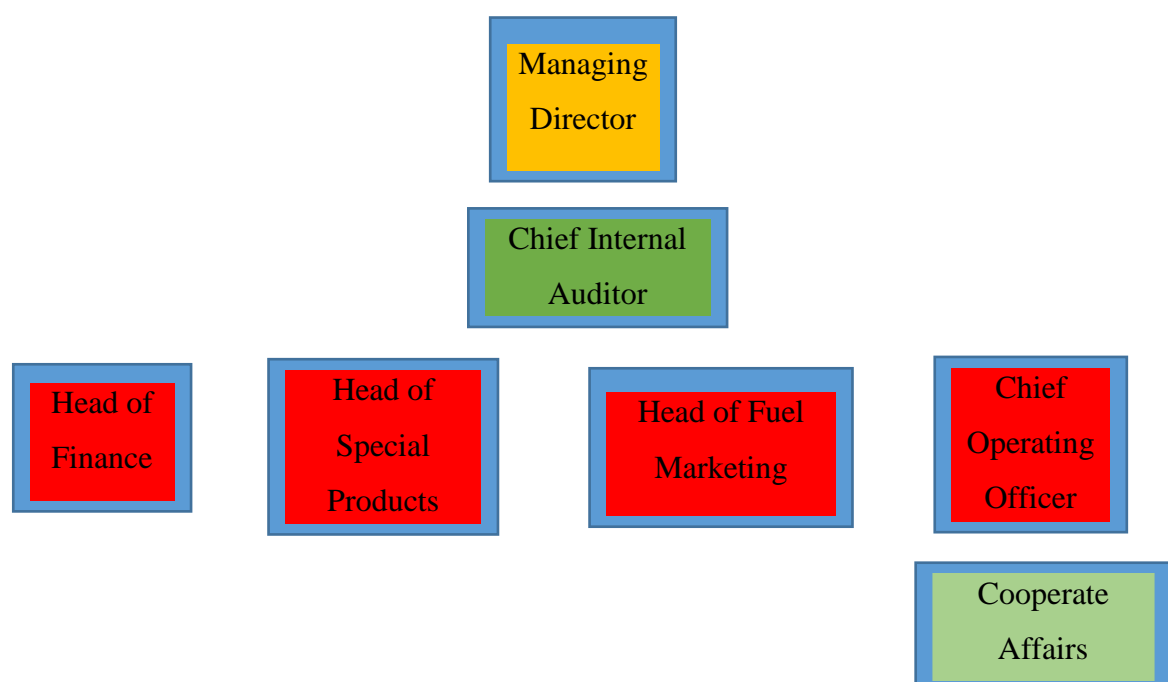 Managing
Director
Chief Internal
Auditor
Head of
Finance
Head of
Special
Products
Head of Fuel
Marketing
Chief
Operating
Officer
Cooperate
Affairs